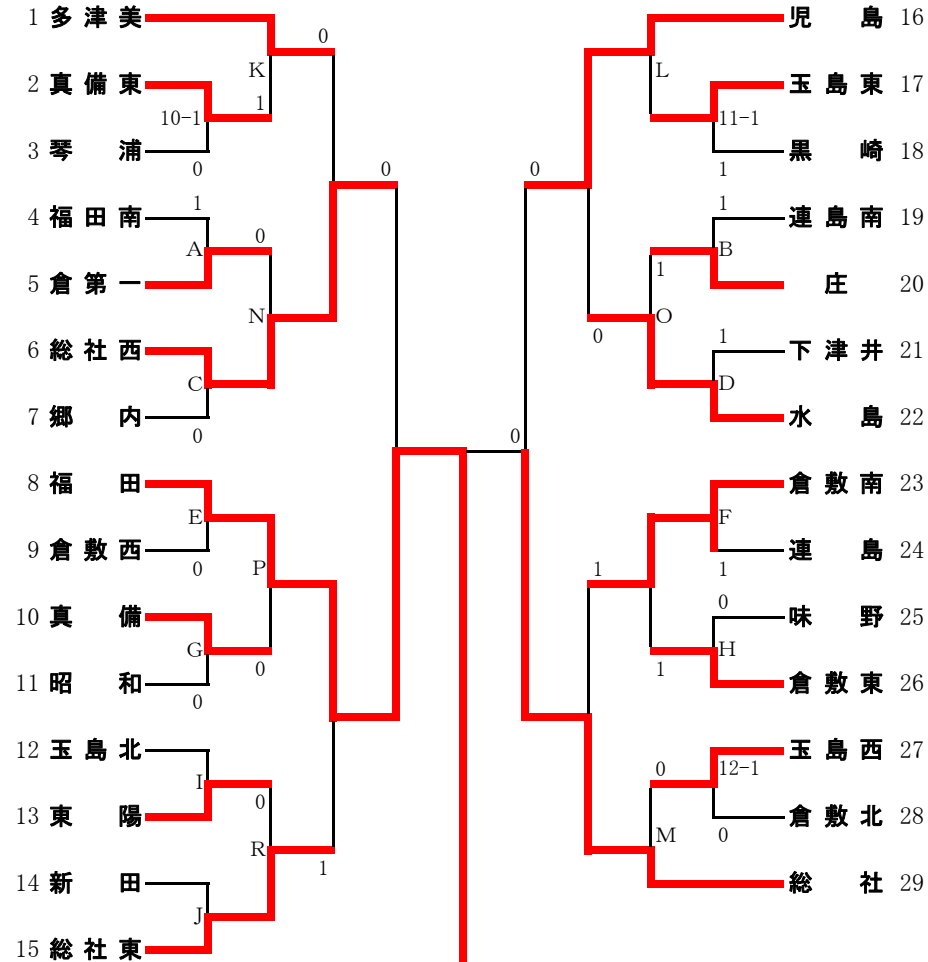 1 多津美
0
K
2 真備東
1
10-1
3 琴浦
0
0
4 福田南
1
0
A
5 倉第一
N
6 総社西
C
7 郷内
0
8 福田
E
9 倉敷西
0
P
10 真備
G
0
11 昭和
0
12 玉島北
I
0
13 東陽
R
1
14 新田
J
15 総社東
児島 16
L
玉島東 17
11-1
黒崎 18
1
0
連島南 19
1
B
1
庄 20
O
0
下津井 21
1
D
水島 22
0
倉敷南 23
F
連島 24
1
1
味野 25
0
H
1
倉敷東 26
玉島西 27
0
12-1
倉敷北 28
0
M
総社 29